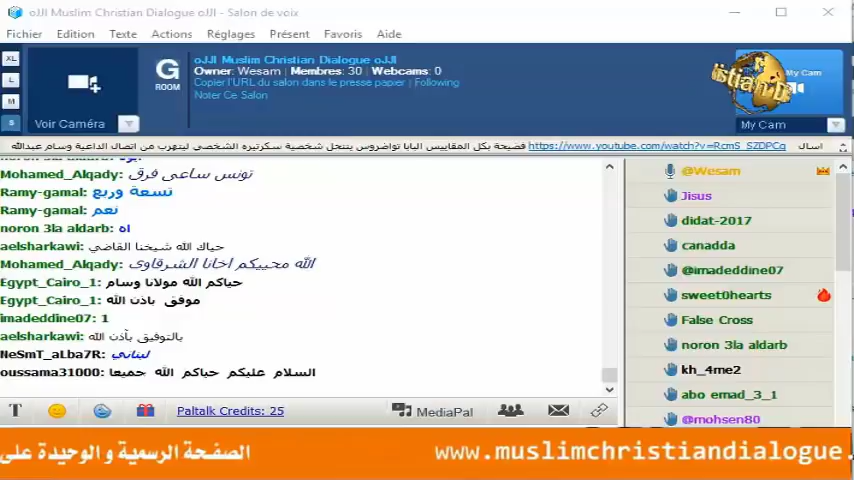 oJJI Muslim Christian Dialogue oJJI - Salon de voix
Fichier Edition Texte Actions Réglages Présent Favoris Aide
XL
L
M
S
Voir Caméra
G
ROOM
oJJI Muslim Christian Dialogue oJJI
Owner: Wesam | Membres: 30 | Webcams: 0
Copier l'URL du salon dans le presse papier | Following
Noter Ce Salon
istian D
My Cam
My Cam
اسال https://www.youtube.com/watch?v=RcmS_SZDPCg فضيحة بكل المقاييس البابا تواضروس ينتحل شخصية سكرتيره الشخصي ليتهرب من اتصال الداعية وسام عبدالله
Mohamed_Alqady: تونس ساعى فرق
Ramy-gamal: تسعة وربع
Ramy-gamal: نعم
noron 3la aldarb: اه
aelsharkawi: حياك الله شيخنا القاضي
Mohamed_Alqady: الله محييكم اخانا الشرقاوى
Egypt_Cairo_1: حياكم الله مولانا وسام
Egypt_Cairo_1: موفق باذن الله
imadeddine07: 1
aelsharkawi: بالتوفيق بأذن الله
NeSmT_aLba7R: لبناني
oussama31000: السلام عليكم حياكم الله جميعا
@Wesam
Jisus
didat-2017
canadda
@imadeddine07
sweet0hearts
False Cross
noron 3la aldarb
kh_4me2
abo emad_3_1
@mohsen80
T Paltalk Credits: 25 MediaPal
الصفحة الرسمية و الوحيدة على www.muslimchristiandialogue.